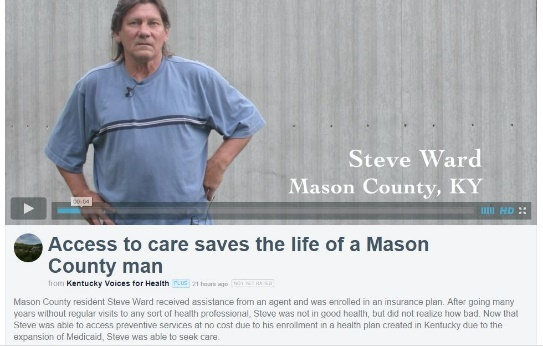 Steve Ward
Mason County, KY
00:04
HD
Access to care saves the life of a Mason
County man
from Kentucky Voices for Health PLUS 21 hours ago NOT YET RATED
Mason County resident Steve Ward received assistance from an agent and was enrolled in an insurance plan. After going many
years without regular visits to any sort of health professional, Steve was not in good health, but did not realize how bad. Now that
Steve was able to access preventive services at no cost due to his enrollment in a health plan created in Kentucky due to the
expansion of Medicaid, Steve was able to seek care.